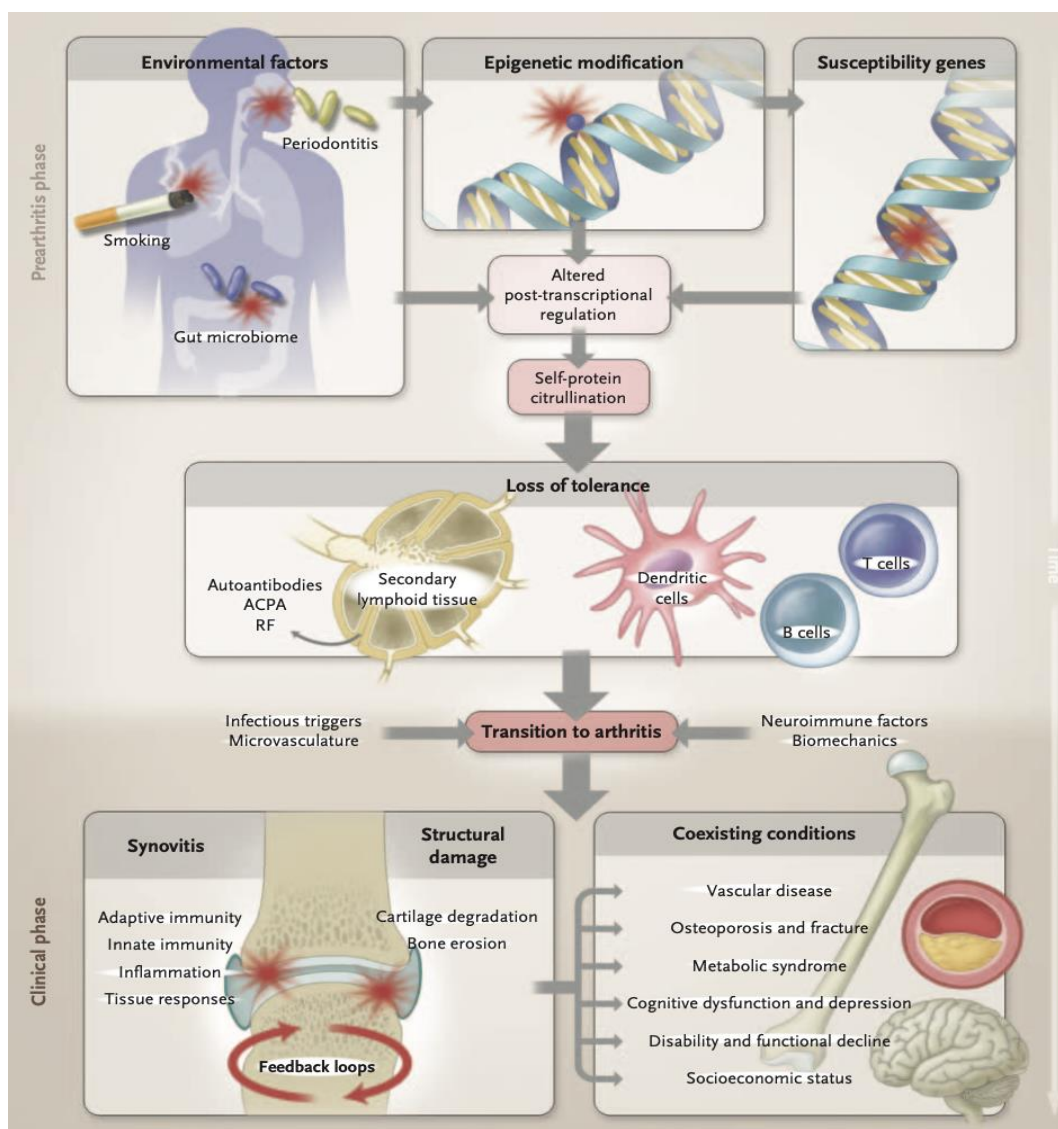 Environmental factors
Epigenetic modification
Susceptibility genes
Prearthritis phase
Periodontitis
Smoking
Gut microbiome
Altered
post-transcriptional
regulation
Self-protein
citrullination
Loss of tolerance
Autoantibodies
ACPA
RF
Secondary
lymphoid tissue
Dendritic
cells
T cells
B cells
Time
Infectious triggers
Microvasculature
Transition to arthritis
Neuroimmune factors
Biomechanics
Clinical phase
Synovitis
Structural
damage
Adaptive immunity
Innate immunity
Inflammation
Tissue responses
Cartilage degradation
Bone erosion
Feedback loops
Coexisting conditions
Vascular disease
Osteoporosis and fracture
Metabolic syndrome
Cognitive dysfunction and depression
Disability and functional decline
Socioeconomic status